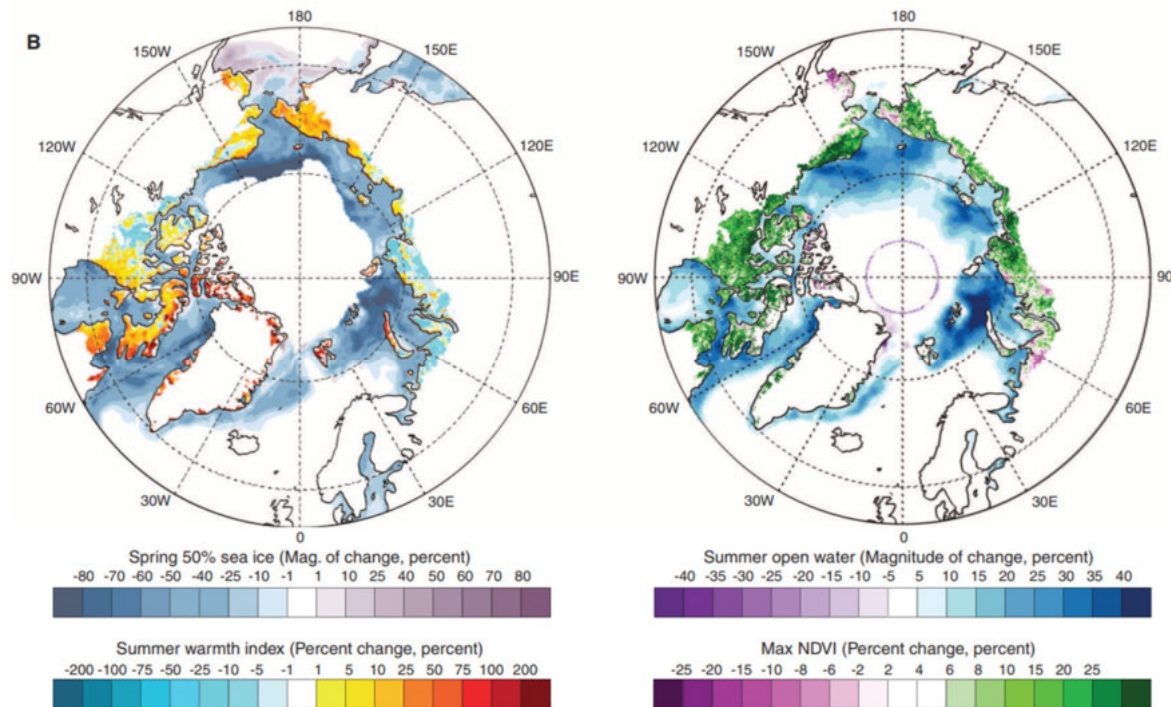 B
180
150W
150E
120W
120E
90W
90E
60W
60E
30W
30E
0
Spring 50% sea ice (Mag. of change, percent)
-80 -70 -60 -40 -25 -10 -1 1 10 25 40 60 70 80
Summer warmth index (Percent change, percent)
-200 -100 -75 -50 -25 -10 -5 -1 1 5 10 25 50 75 100 200
180
150W
150E
120W
120E
90W
90E
60W
60E
30W
30E
0
Summer open water (Magnitude of change, percent)
-40 -35 -25 -20 -15 -10 -5 5 10 15 20 25 30 35 40
Max NDVI (Percent change, percent)
-25 -20 -16 -10 -8 -6 -4 -2 2 4 6 8 10 16 20 25